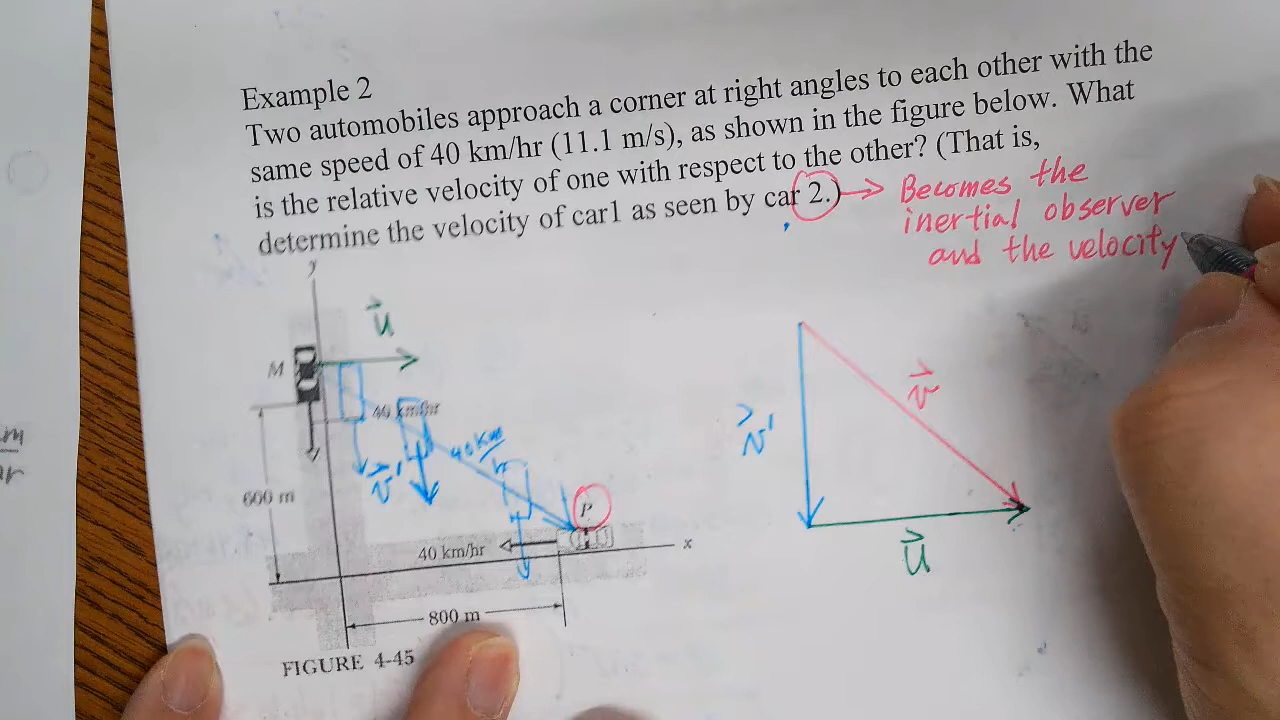 Example 2
Two automobiles approach a corner at right angles to each other with the
same speed of 40 km/hr (11.1 m/s), as shown in the figure below. What
is the relative velocity of one with respect to the other? (That is,
determine the velocity of car1 as seen by car 2.)
Becomes the
inertial observer
and the velocity
y
u
M
40 km/hr
v
v'
40 km/hr
v'
600 m
P
40 km/hr
x
u
800 m
FIGURE 4-45
m